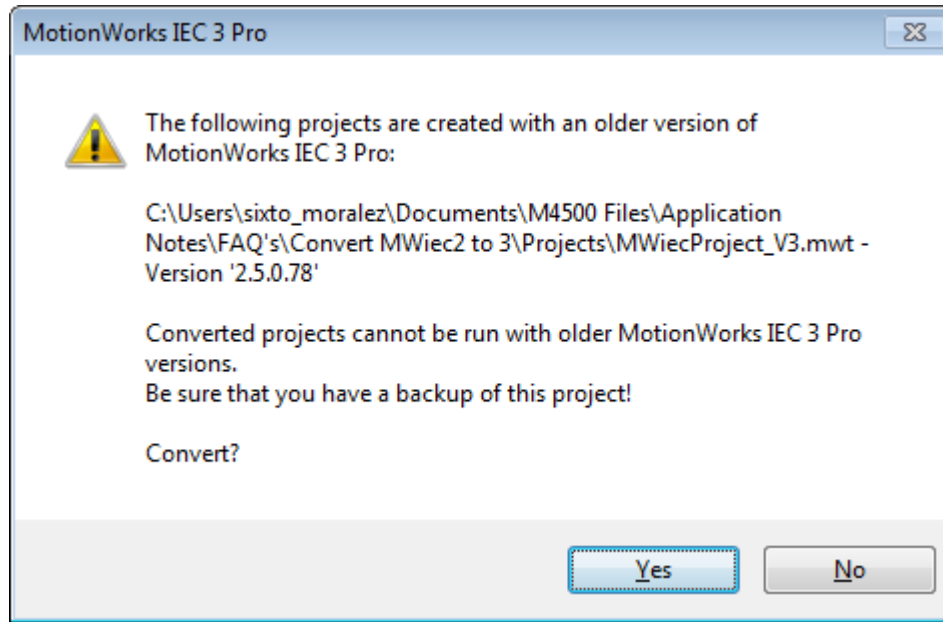 MotionWorks IEC 3 Pro
The following projects are created with an older version of
MotionWorks IEC 3 Pro:
C:\Users\sixto_moralez\Documents\M4500 Files\Application
Notes\FAQ's\Convert MWiec2 to 3\Projects\MWiecProject_V3.mwt -
Version '2.5.0.78'
Converted projects cannot be run with older MotionWorks IEC 3 Pro
versions.
Be sure that you have a backup of this project!
Convert?
Yes
No